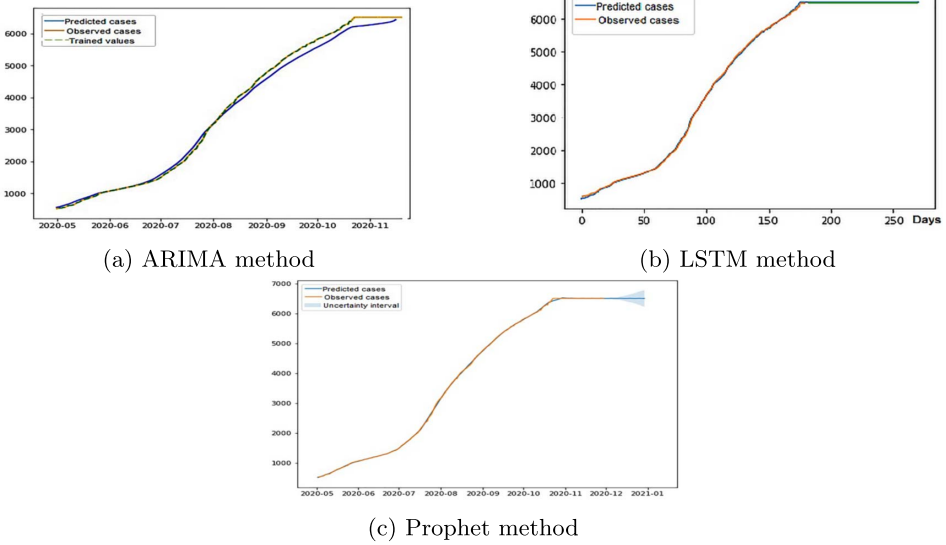 Predicted cases
Observed cases
Trained values
6000
5000
4000
3000
2000
1000
2020-05 2020-06 2020-07 2020-08 2020-09 2020-10 2020-11
(a) ARIMA method
Predicted cases
Observed cases
6000
5000
4000
3000
2000
1000
0 50 100 150 200 250 Days
(b) LSTM method
Predicted cases
Observed cases
Uncertainty interval
7000
6000
5000
4000
3000
2000
1000
2020-05 2020-06 2020-07 2020-08 2020-09 2020-10 2020-11 2020-12 2021-01
(c) Prophet method